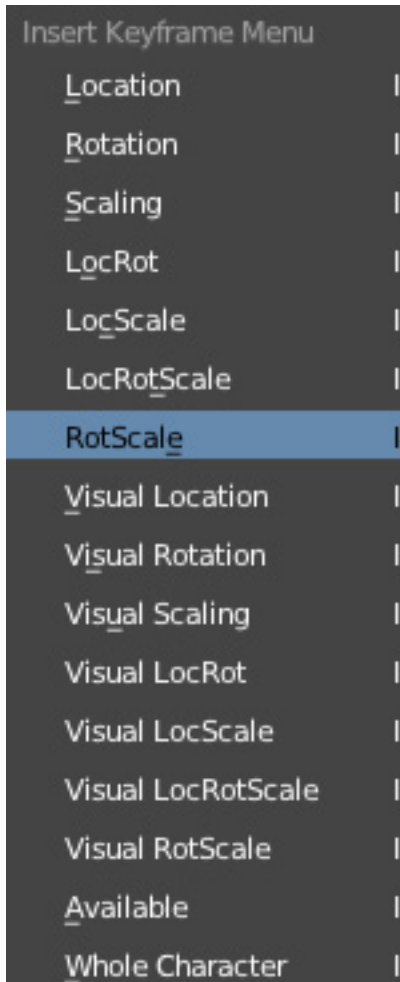 Insert Keyframe Menu
Location I
Rotation I
Scaling I
LocRot I
LocScale I
LocRotScale I
RotScale I
Visual Location I
Visual Rotation I
Visual Scaling I
Visual LocRot I
Visual LocScale I
Visual LocRotScale I
Visual RotScale I
Available I
Whole Character I